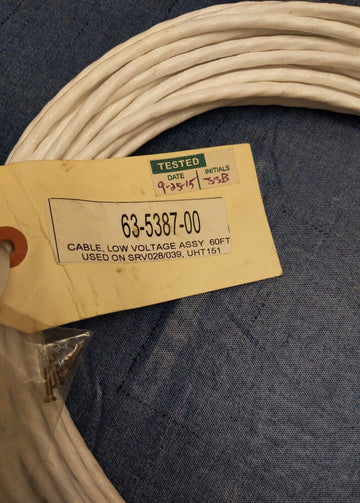 TESTED
DATE INITIALS
9-25-15 SSB
63-5387-00
CABLE, LOW VOLTAGE ASSY 60FT
USED ON SRV028/039, UHT151